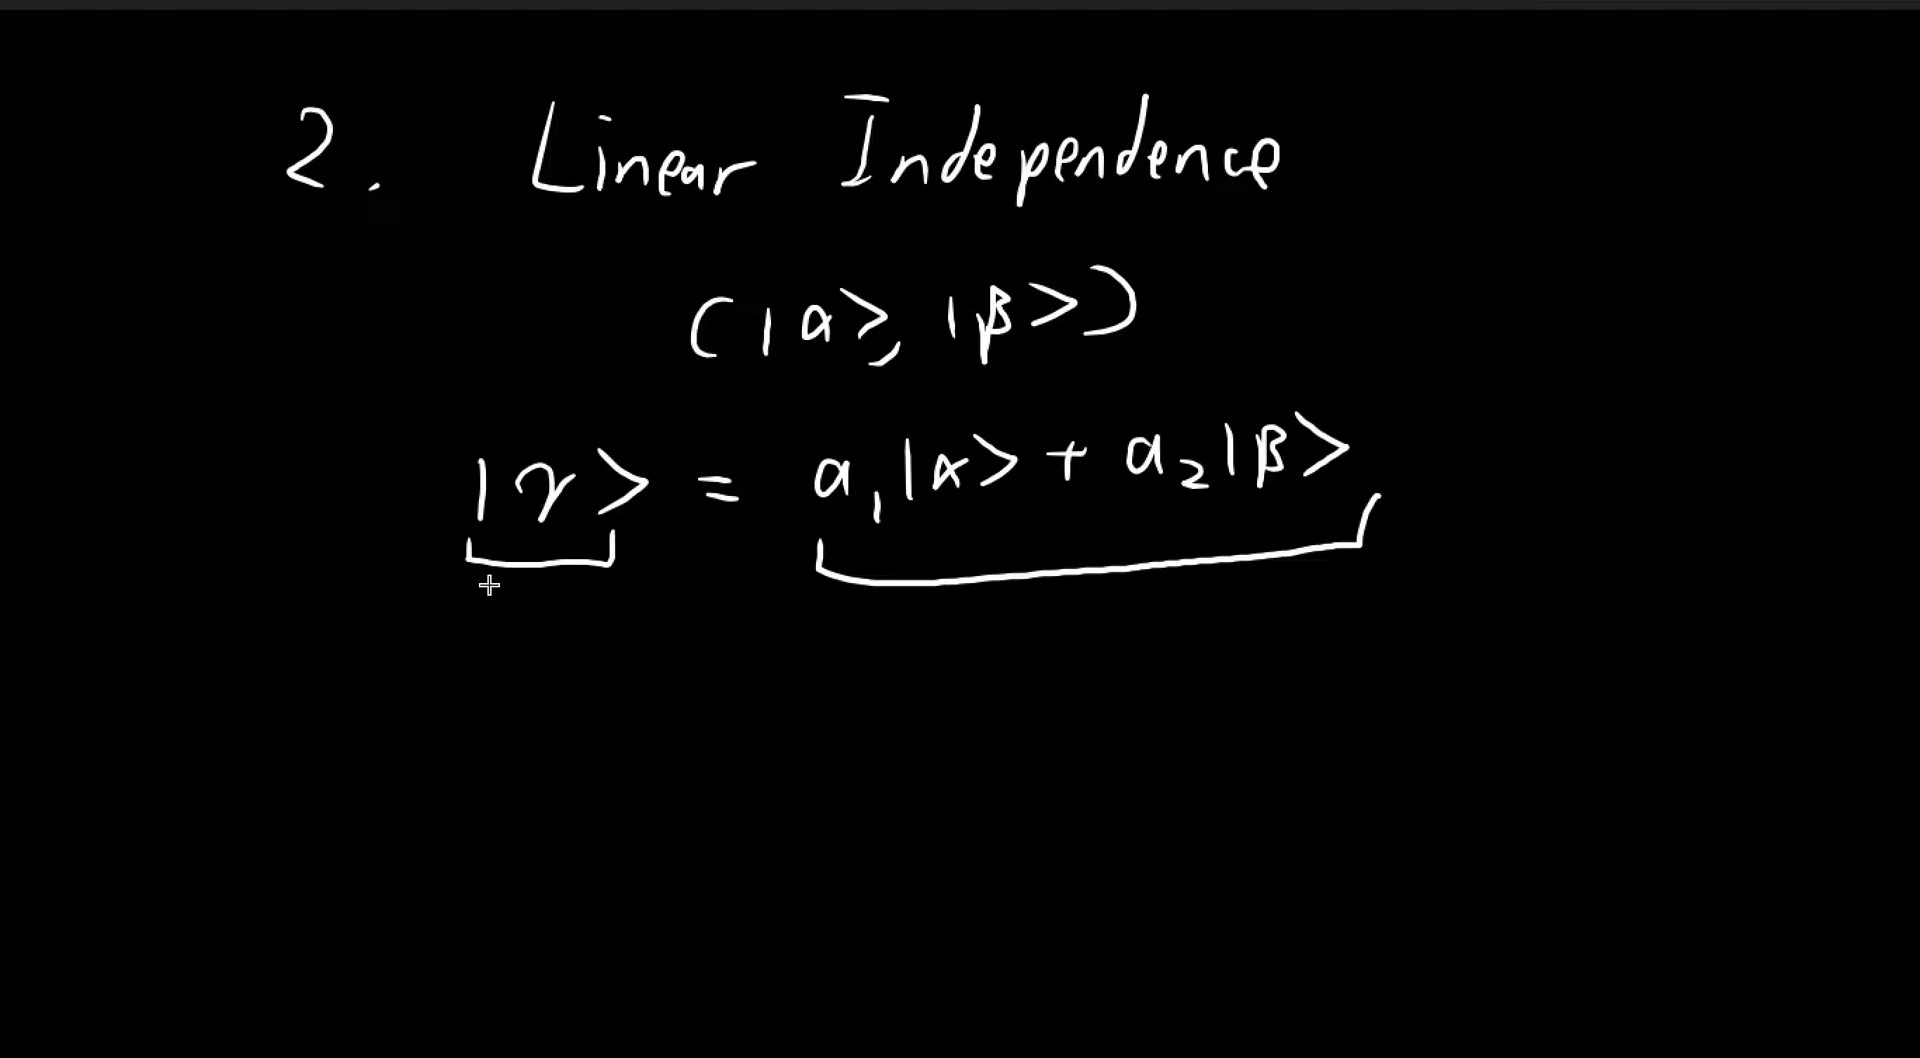 2. Linear Independence
(|α>, |β>)
|γ> = a₁|α> + a₂|β>